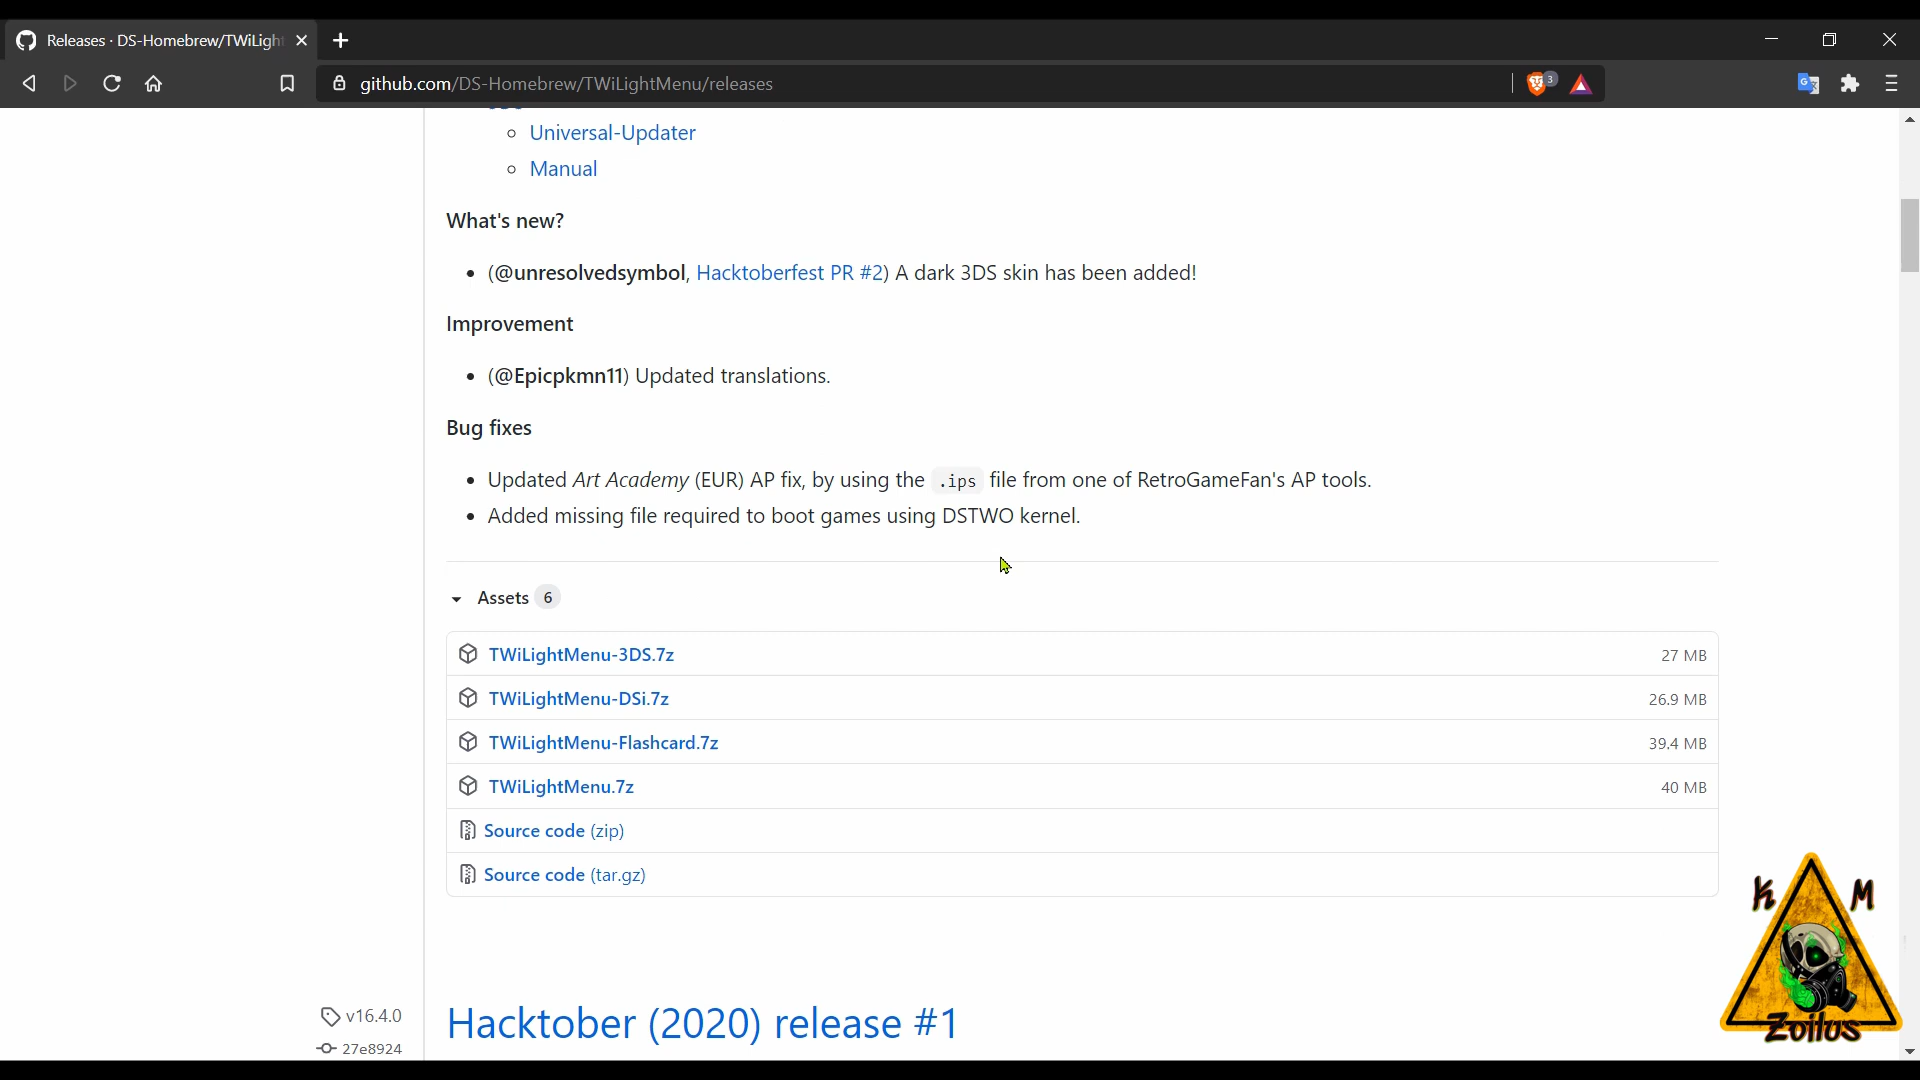 Releases · DS-Homebrew/TWiLigh
github.com/DS-Homebrew/TWiLightMenu/releases
3
Universal-Updater
Manual
What's new?
(@unresolvedsymbol, Hacktoberfest PR #2) A dark 3DS skin has been added!
Improvement
(@Epicpkmn11) Updated translations.
Bug fixes
Updated Art Academy (EUR) AP fix, by using the .ips file from one of RetroGameFan's AP tools.
Added missing file required to boot games using DSTWO kernel.
Assets 6
TWiLightMenu-3DS.7z 27 MB
TWiLightMenu-DSi.7z 26.9 MB
TWiLightMenu-Flashcard.7z 39.4 MB
TWiLightMenu.7z 40 MB
Source code (zip)
Source code (tar.gz)
K M
Zoilus
v16.4.0
Hacktober (2020) release #1
27e8924